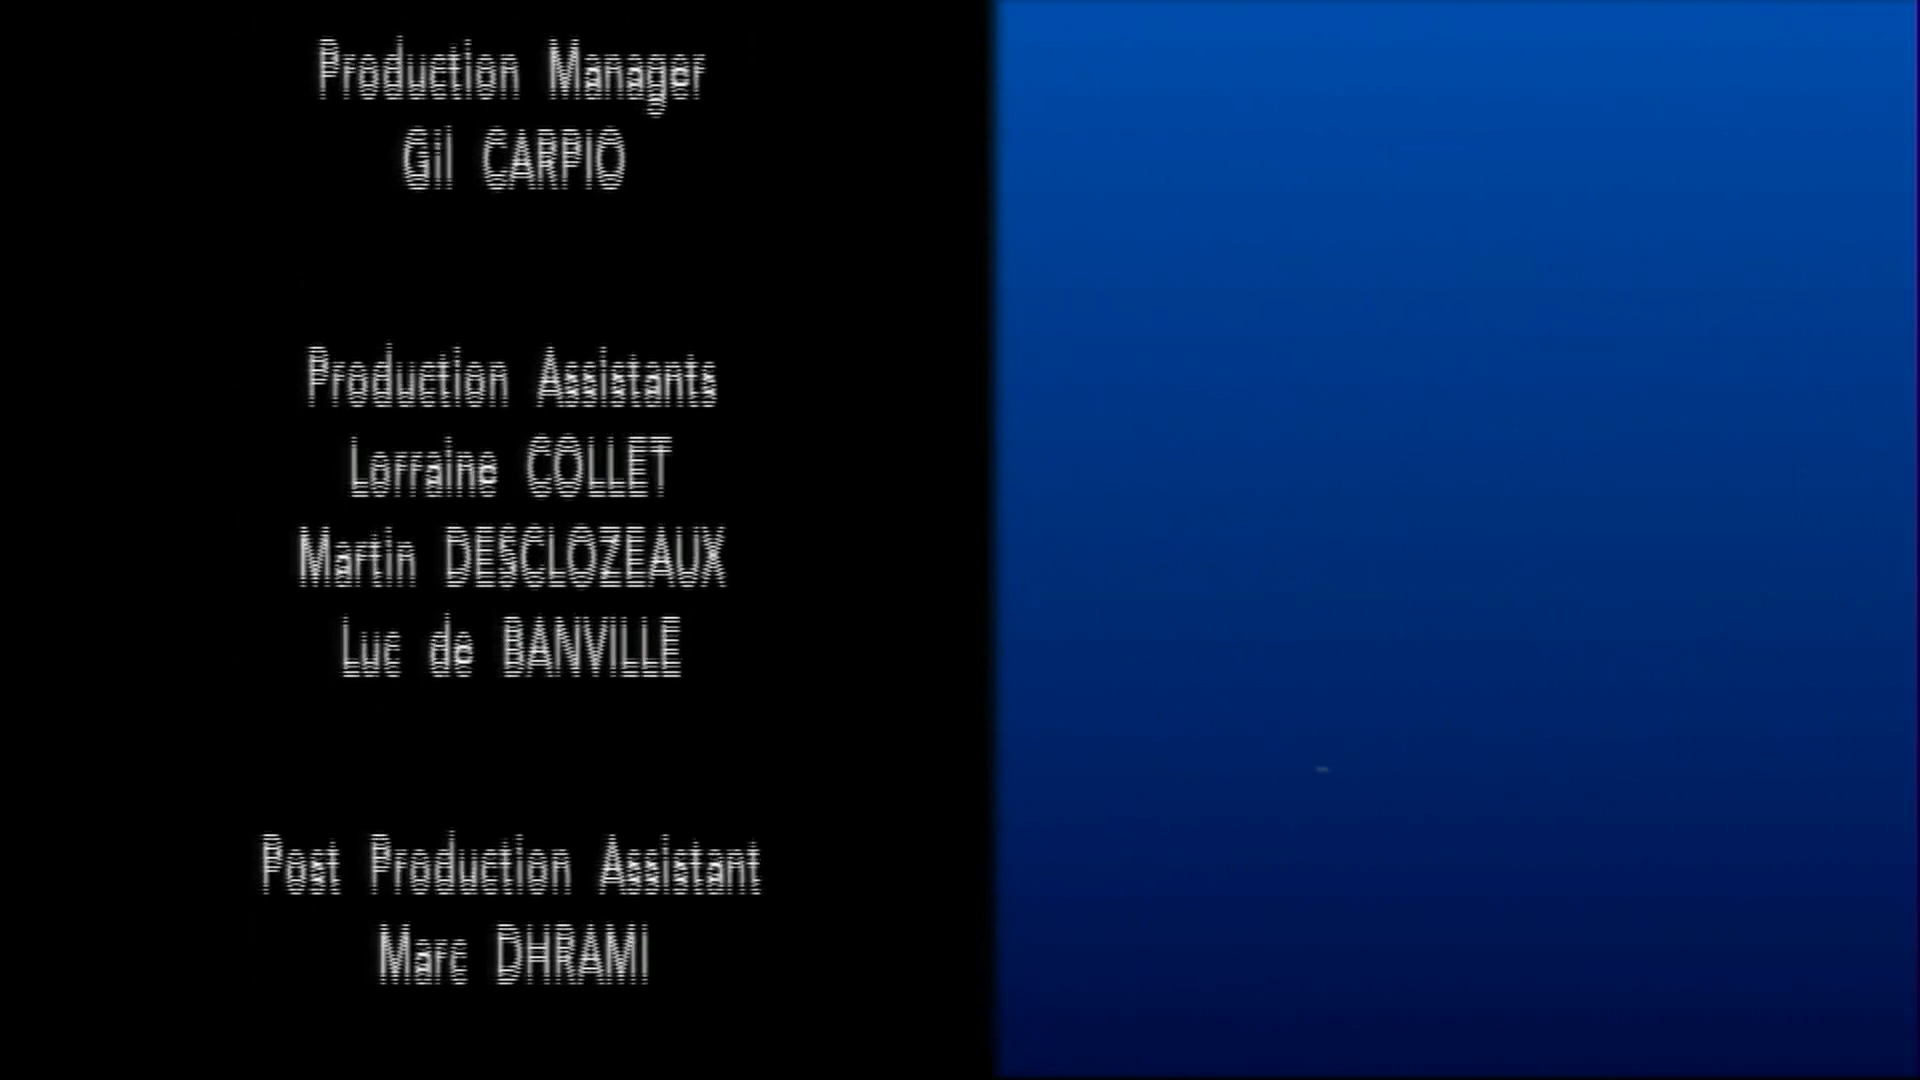 Production Manager
Gil CARPIO
Production Assistants
Lorraine COLLET
Martin DESCLOZEAUX
Luc de BANVILLE
Post Production Assistant
Marc DHRAMI